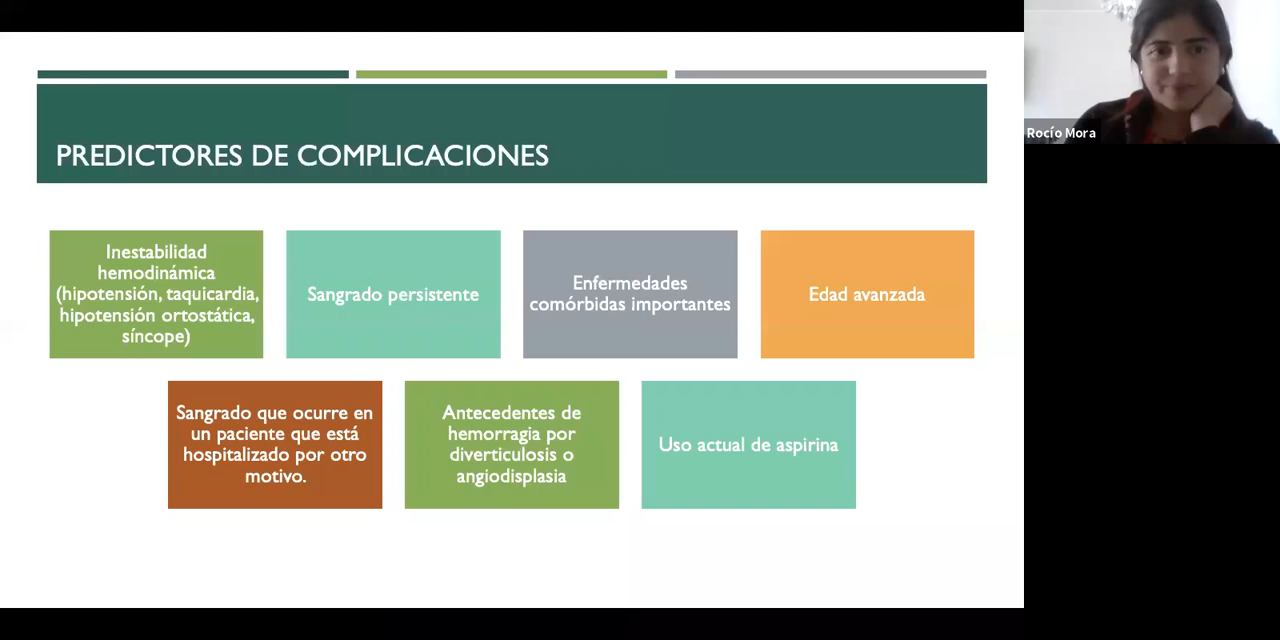 PREDICTORES DE COMPLICACIONES
Inestabilidad
hemodinámica
(hipotensión, taquicardia,
hipotensión ortostática,
síncope)
Sangrado persistente
Enfermedades
comórbidas importantes
Edad avanzada
Sangrado que ocurre en
un paciente que está
hospitalizado por otro
motivo.
Antecedentes de
hemorragia por
diverticulosis o
angiodisplasia
Uso actual de aspirina
Rocío Mora